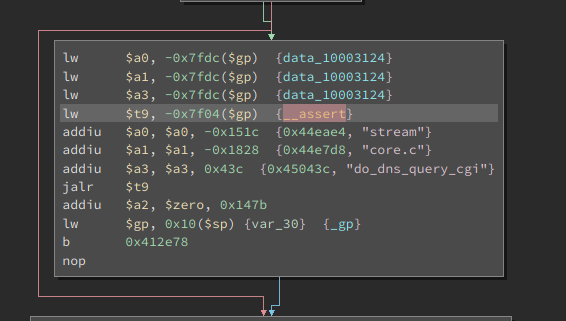 lw $a0, -0x7fdc($gp) {data_10003124}
lw $a1, -0x7fdc($gp) {data_10003124}
lw $a3, -0x7fdc($gp) {data_10003124}
lw $t9, -0x7f04($gp) {__assert}
addiu $a0, $a0, -0x151c {0x44eae4, "stream"}
addiu $a1, $a1, -0x1828 {0x44e7d8, "core.c"}
addiu $a3, $a3, 0x43c {0x45043c, "do_dns_query_cgi"}
jalr $t9
addiu $a2, $zero, 0x147b
lw $gp, 0x10($sp) {var_30} {_gp}
b 0x412e78
nop